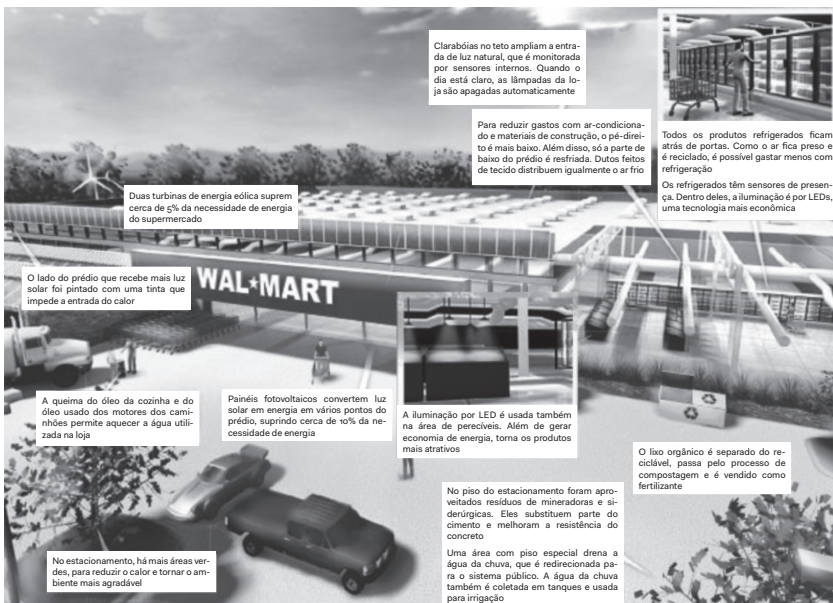 Clarabóias no teto ampliam a entra-
da de luz natural, que é monitorada
por sensores internos. Quando o
dia está claro, as lâmpadas da lo-
ja são apagadas automaticamente
Para reduzir gastos com ar-condiciona-
do e materiais de construção, o pé-direi-
to é mais baixo. Além disso, só a parte de
baixo do prédio é resfriada. Dutos feitos
de tecido distribuem igualmente o ar frio
Todos os produtos refrigerados ficam
atrás de portas. Como o ar fica preso e
é reciclado, é possível gastar menos com
refrigeração
Os refrigerados têm sensores de presen-
ça. Dentro deles, a iluminação é por LEDs,
uma tecnologia mais econômica
Duas turbinas de energia eólica suprem
cerca de 5% da necessidade de energia
do supermercado
O lado do prédio que recebe mais luz
solar foi pintado com uma tinta que
impede a entrada do calor
WAL★MART
A queima do óleo da cozinha e do
óleo usado dos motores dos cami-
nhões permite aquecer a água utili-
zada na loja
Painéis fotovoltaicos convertem luz
solar em energia em vários pontos do
prédio, suprindo cerca de 10% da ne-
cessidade de energia
A iluminação por LED é usada também
na área de perecíveis. Além de gerar
economia de energia, torna os produtos
mais atrativos
O lixo orgânico é separado do re-
ciclável, passa pelo processo de
compostagem e é vendido como
fertilizante
No piso do estacionamento foram apro-
veitados resíduos de mineradoras e si-
derúrgicas. Eles substituem parte do
cimento e melhoram a resistência do
concreto
Uma área com piso especial drena a
água da chuva, que é redirecionada pa-
ra o sistema público. A água da chuva
também é coletada em tanques e usada
para irrigação
No estacionamento, há mais áreas ver-
des, para reduzir o calor e tornar o am-
biente mais agradável